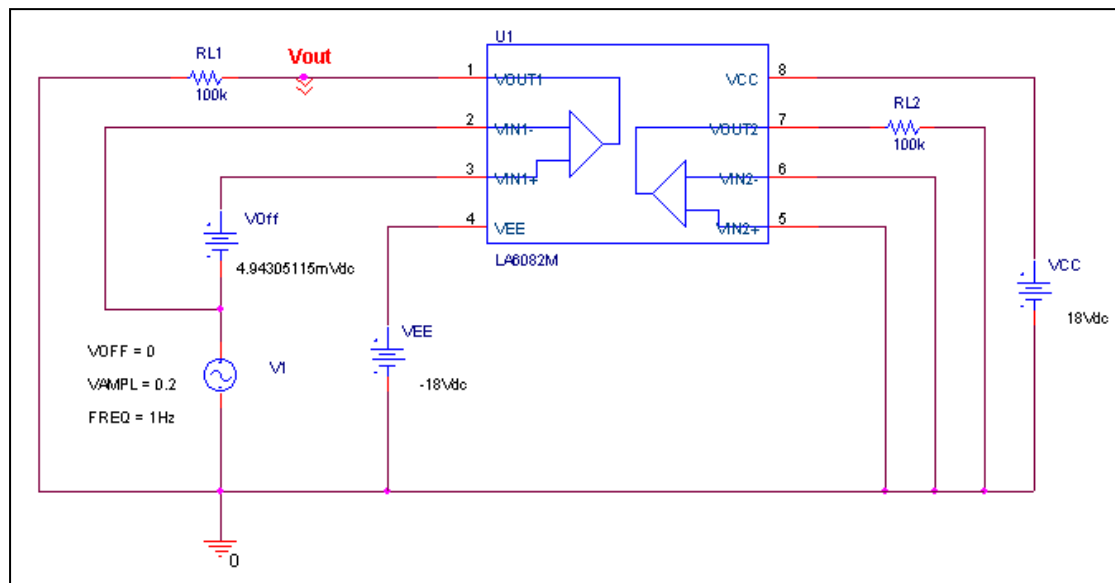 U1
RL1
Vout
100k
1
VOUT1
VCC
8
RL2
2
VIN1-
VOUT2
7
100k
3
VIN1+
VIN2-
6
4
VEE
VIN2+
5
LA6082M
VOff
4.94305115mVdc
VCC
18Vdc
VEE
-18Vdc
VOFF = 0
VAMPL = 0.2
FREQ = 1Hz
V1
0